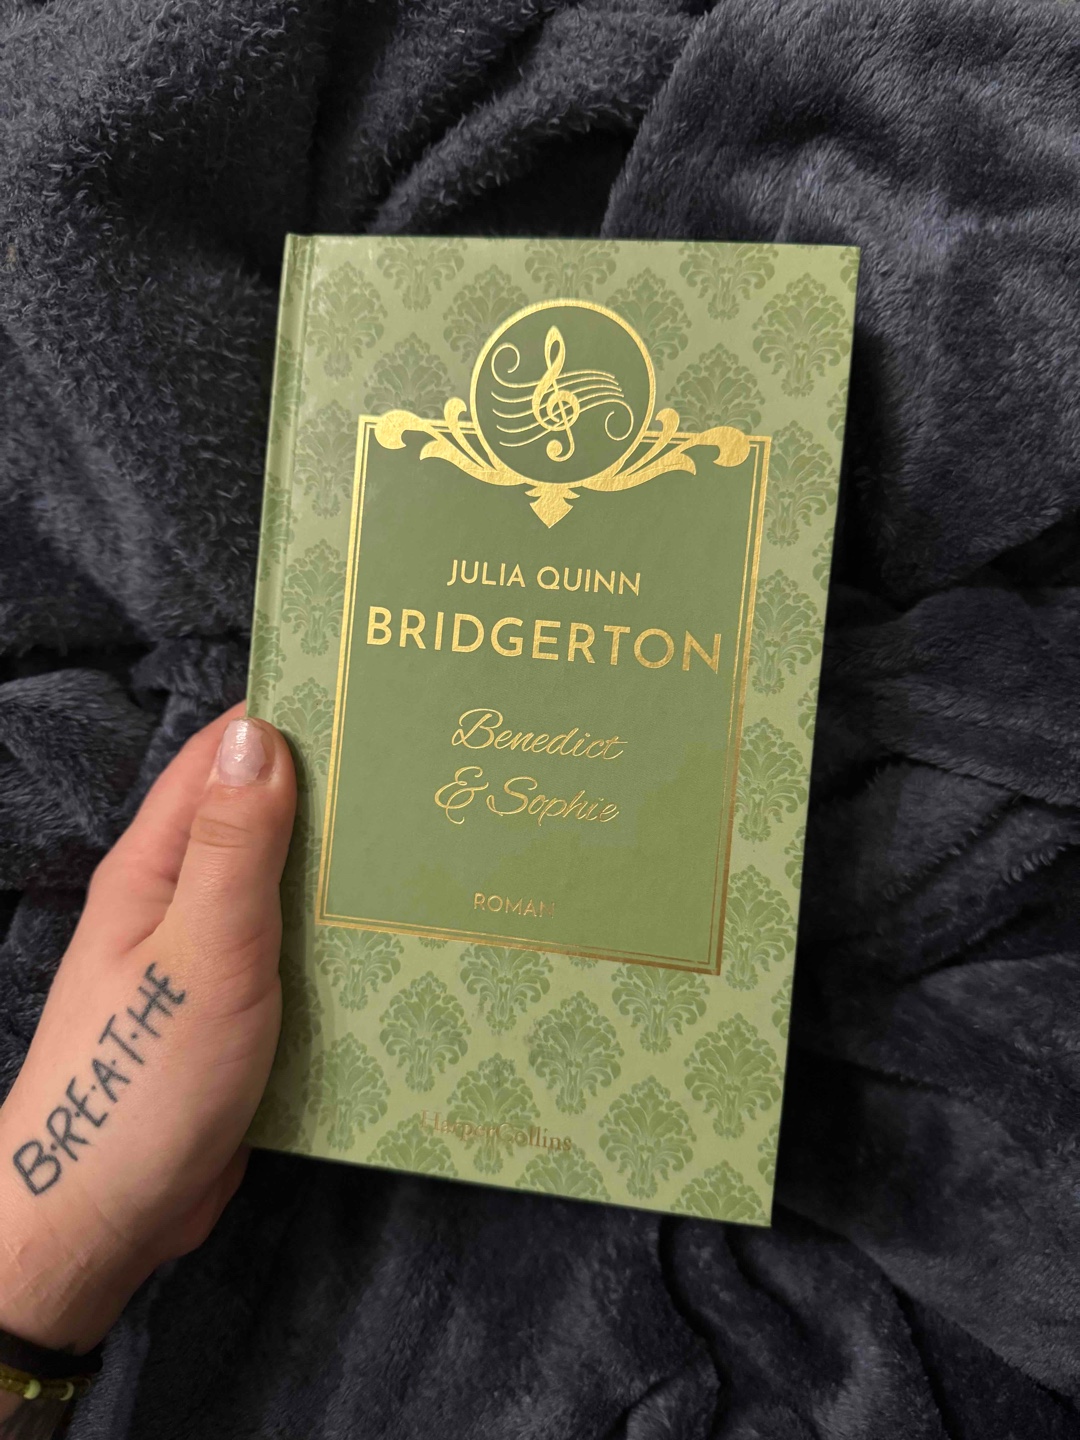 JULIA QUINN
BRIDGERTON
Benedict
& Sophie
ROMAN
HarperCollins
B·R·E·A·T·H·E